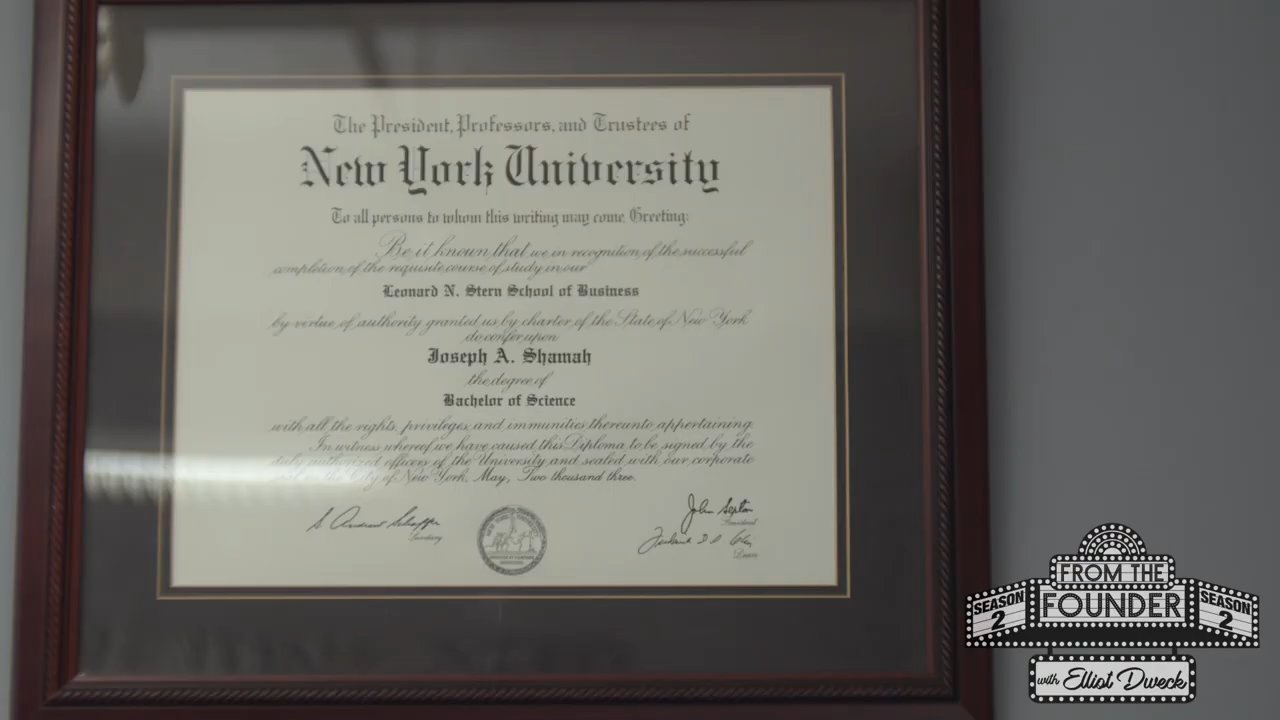 The President, Professors, and Trustees of
New York University
To all persons to whom this writing may come, Greeting:
Be it known that we in recognition of the successful
completion of the requisite course of study in our
Leonard N. Stern School of Business
by virtue of authority granted us by charter of the State of New York
do confer upon
Joseph A. Shamah
the degree of
Bachelor of Science
with all the rights, privileges, and immunities thereunto appertaining.
In witness whereof we have caused this Diploma to be signed by the
duly authorized officers of the University and sealed with our corporate
in the City of New York, May, Two thousand three.
Secretary
President
Dean
FROM THE
FOUNDER
SEASON
2
SEASON
2
with Elliot Dweck